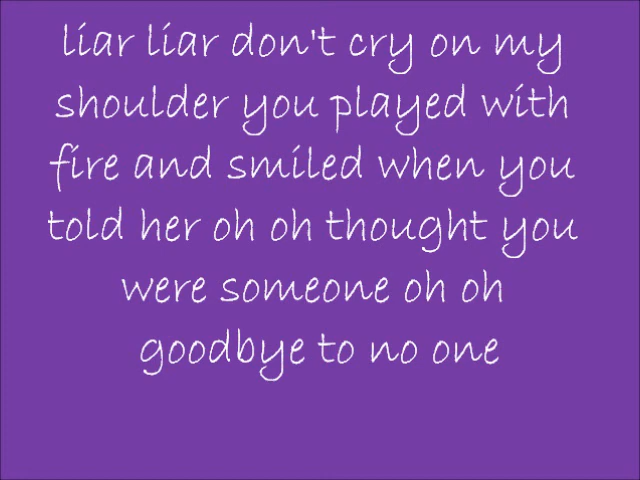 liar liar don't cry on my
shoulder you played with
fire and smiled when you
told her oh oh thought you
were someone oh oh
goodbye to no one